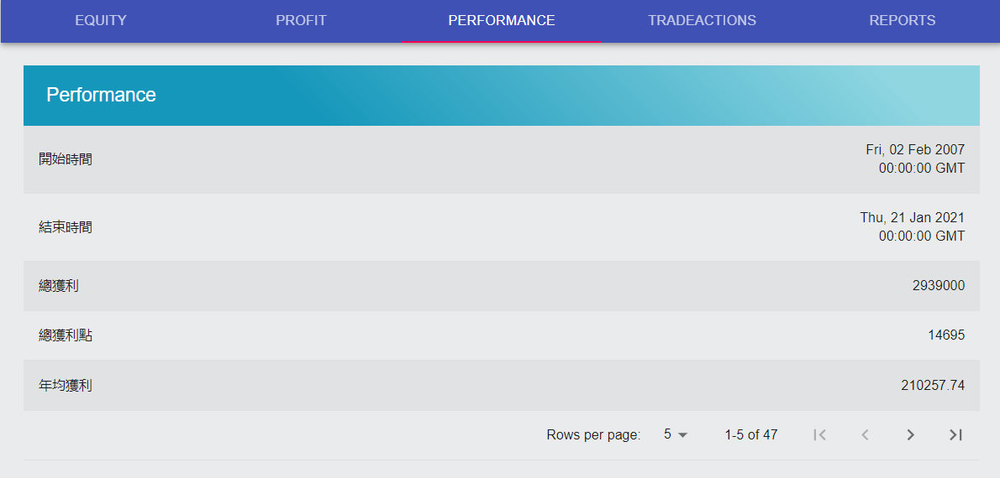 EQUITY PROFIT PERFORMANCE TRADEACTIONS REPORTS
Performance
開始時間 Fri, 02 Feb 2007
00:00:00 GMT
結束時間 Thu, 21 Jan 2021
00:00:00 GMT
總獲利 2939000
總獲利點 14695
年均獲利 210257.74
Rows per page: 5 1-5 of 47